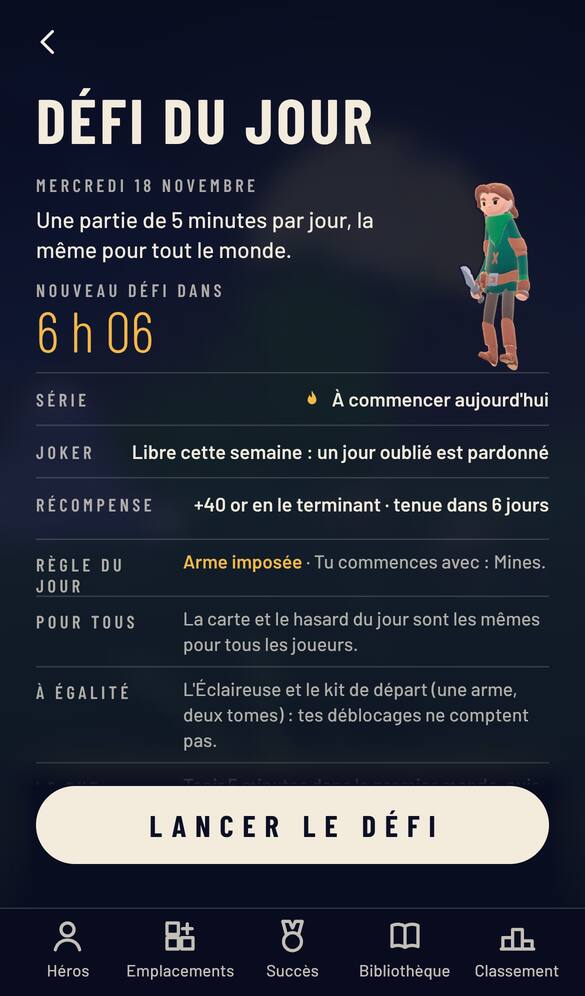 DÉFI DU JOUR
MERCREDI 18 NOVEMBRE
Une partie de 5 minutes par jour, la
même pour tout le monde.
NOUVEAU DÉFI DANS
6 h 06
SÉRIE À commencer aujourd'hui
JOKER Libre cette semaine : un jour oublié est pardonné
RÉCOMPENSE +40 or en le terminant · tenue dans 6 jours
RÈGLE DU Arme imposée · Tu commences avec : Mines.
JOUR
POUR TOUS La carte et le hasard du jour sont les mêmes
pour tous les joueurs.
À ÉGALITÉ L'Éclaireuse et le kit de départ (une arme,
deux tomes) : tes déblocages ne comptent
pas.
LANCER LE DÉFI
Héros Emplacements Succès Bibliothèque Classement